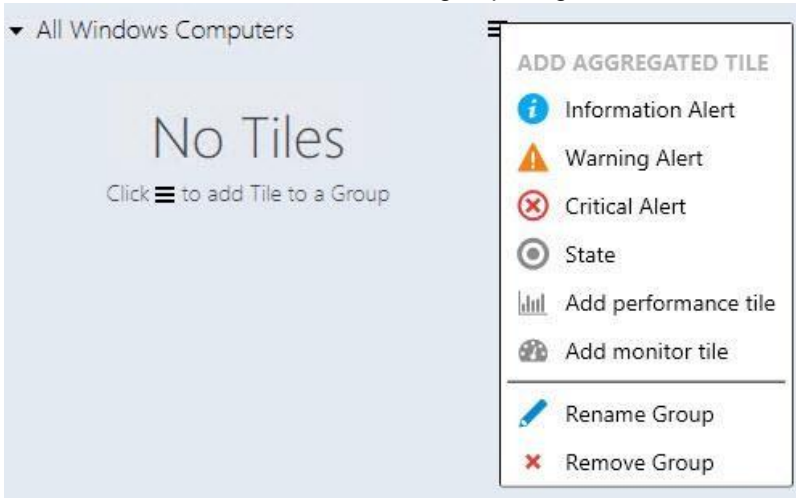 All Windows Computers
No Tiles
Click to add Tile to a Group
ADD AGGREGATED TILE
Information Alert
Warning Alert
Critical Alert
State
Add performance tile
Add monitor tile
Rename Group
Remove Group